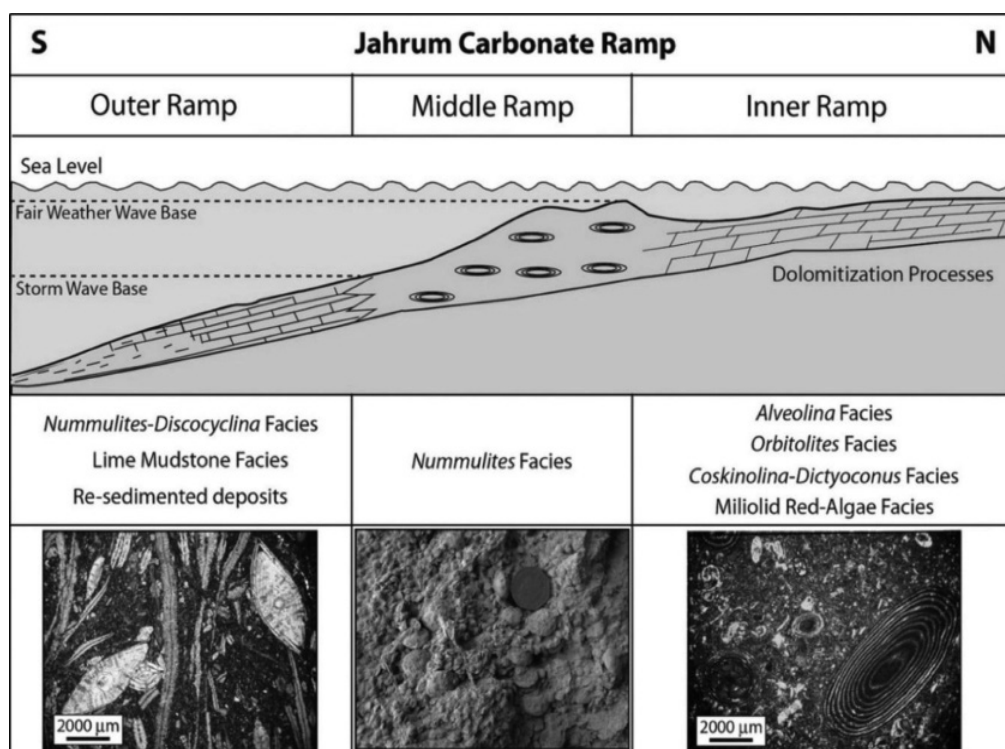 S Jahrum Carbonate Ramp N
Outer Ramp Middle Ramp Inner Ramp
Sea Level
Fair Weather Wave Base
Storm Wave Base
Dolomitization Processes
Nummulites-Discocyclina Facies
Lime Mudstone Facies
Re-sedimented deposits
Nummulites Facies
Alveolina Facies
Orbitolites Facies
Coskinolina-Dictyoconus Facies
Miliolid Red-Algae Facies
2000 µm
2000 µm